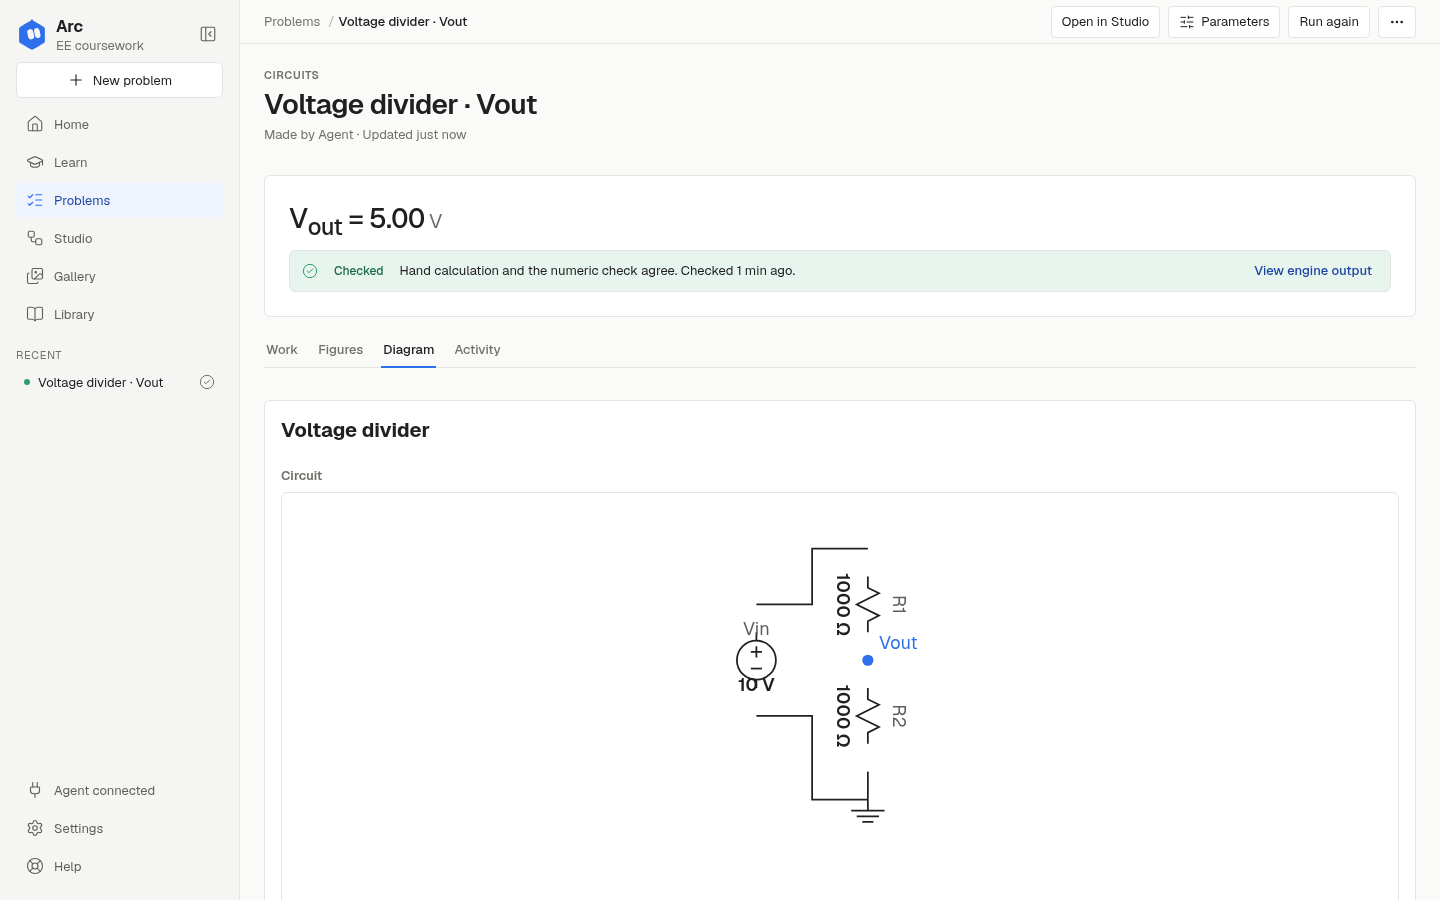 Arc
EE coursework
New problem
Home
Learn
Problems
Studio
Gallery
Library
RECENT
Voltage divider · Vout
Agent connected
Settings
Help
Problems / Voltage divider · Vout
Open in Studio
Parameters
Run again
CIRCUITS
Voltage divider · Vout
Made by Agent · Updated just now
Vout = 5.00 V
Checked Hand calculation and the numeric check agree. Checked 1 min ago. View engine output
Work Figures Diagram Activity
Voltage divider
Circuit
1000 Ω
R1
Vin
Vout
10 V
1000 Ω
R2